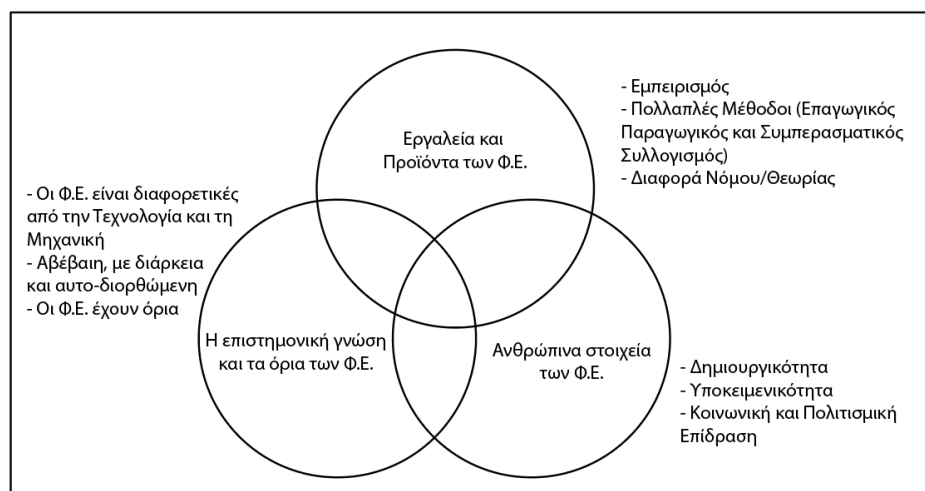 Εργαλεία και
Προϊόντα των Φ.Ε.
- Εμπειρισμός
- Πολλαπλές Μέθοδοι (Επαγωγικός
Παραγωγικός και Συμπερασματικός
Συλλογισμός)
- Διαφορά Νόμου/Θεωρίας
- Οι Φ.Ε. είναι διαφορετικές
από την Τεχνολογία και τη
Μηχανική
- Αβέβαιη, με διάρκεια
και αυτο-διορθώμενη
- Οι Φ.Ε. έχουν όρια
Η επιστημονική γνώση
και τα όρια των Φ.Ε.
Ανθρώπινα στοιχεία
των Φ.Ε.
- Δημιουργικότητα
- Υποκειμενικότητα
- Κοινωνική και Πολιτισμική
Επίδραση